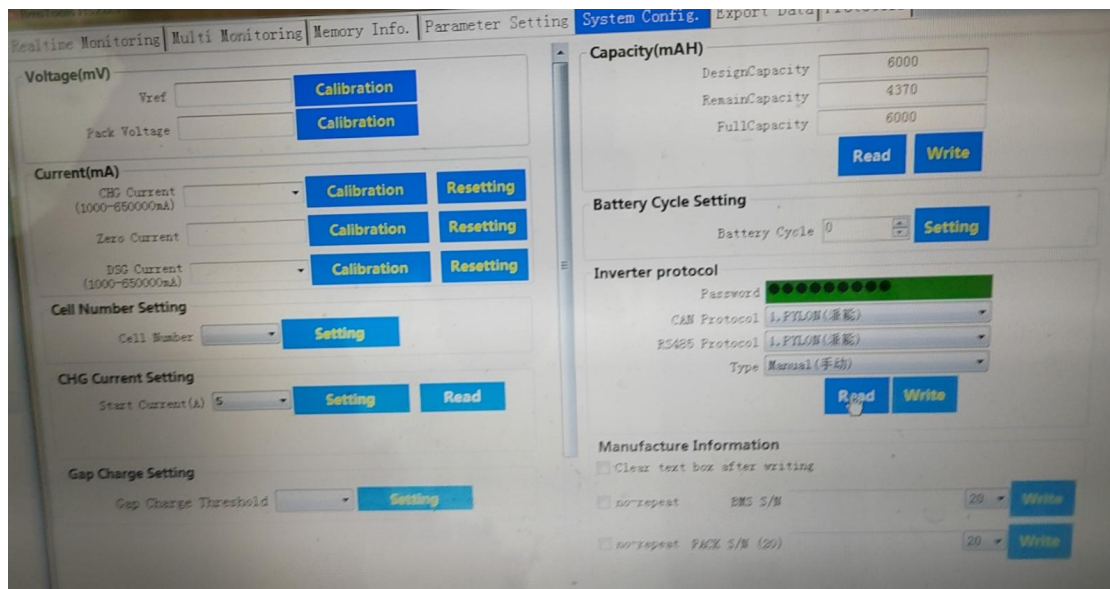 Realtime Monitoring Multi Monitoring Memory Info. Parameter Setting System Config. Export Data
Voltage(mV)
Vref Calibration
Pack Voltage Calibration
Current(mA)
CHG Current Calibration Resetting
(1000-650000mA)
Zero Current Calibration Resetting
DSG Current Calibration Resetting
(1000-650000mA)
Cell Number Setting
Cell Number Setting
CHG Current Setting
Start Current(A) 5 Setting Read
Gap Charge Setting
Gap Charge Threshold Setting
Capacity(mAH)
DesignCapacity 6000
RemainCapacity 4370
FullCapacity 6000
Read Write
Battery Cycle Setting
Battery Cycle 0 Setting
Inverter protocol
Password ●●●●●●●●●
CAN Protocol 1.PYLON(派能)
RS485 Protocol 1.PYLON(派能)
Type Manual(手动)
Read Write
Manufacture Information
Clear text box after writing
no-repeat BMS S/N 20 Write
no-repeat PACK S/N (20) 20 Write